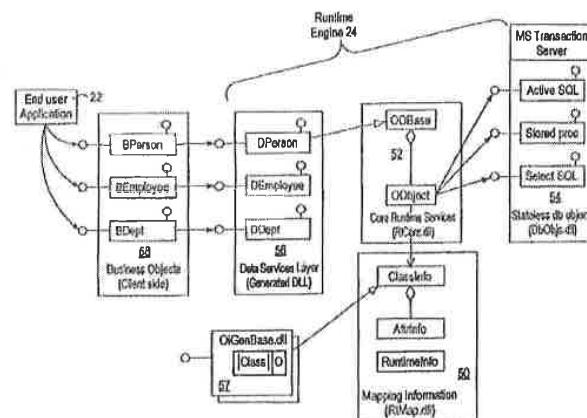 Runtime
Engine 24
MS Transaction
Server
End user
Application
22
Active SQL
Stored proc
Select SQL
54
Stateless db object
(DbObjs.dll)
BPerson
BEmployee
BDept
58
Business Objects
(Client side)
DPerson
DEmployee
DDept
56
Data Services Layer
(Generated DLL)
OOBase
52
OObject
Core Runtime Services
(RtCore.dll)
ClassInfo
AttrInfo
RuntimeInfo
50
Mapping Information
(RtMap.dll)
OiGenBase.dll
Class O
57